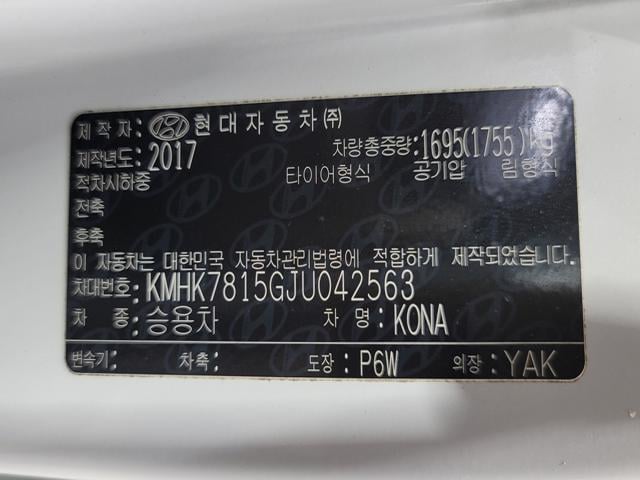 제 작 자: 현대자동차㈜
제작년도: 2017 차량총중량: 1695(1755)kg
적차시하중 타이어형식 공기압 림형식
전축
후축
이 자동차는 대한민국 자동차관리법령에 적합하게 제작되었습니다.
차대번호: KMHK7815GJU042563
차 종: 승용차 차 명: KONA
변속기: 차축: 도장: P6W 의장: YAK